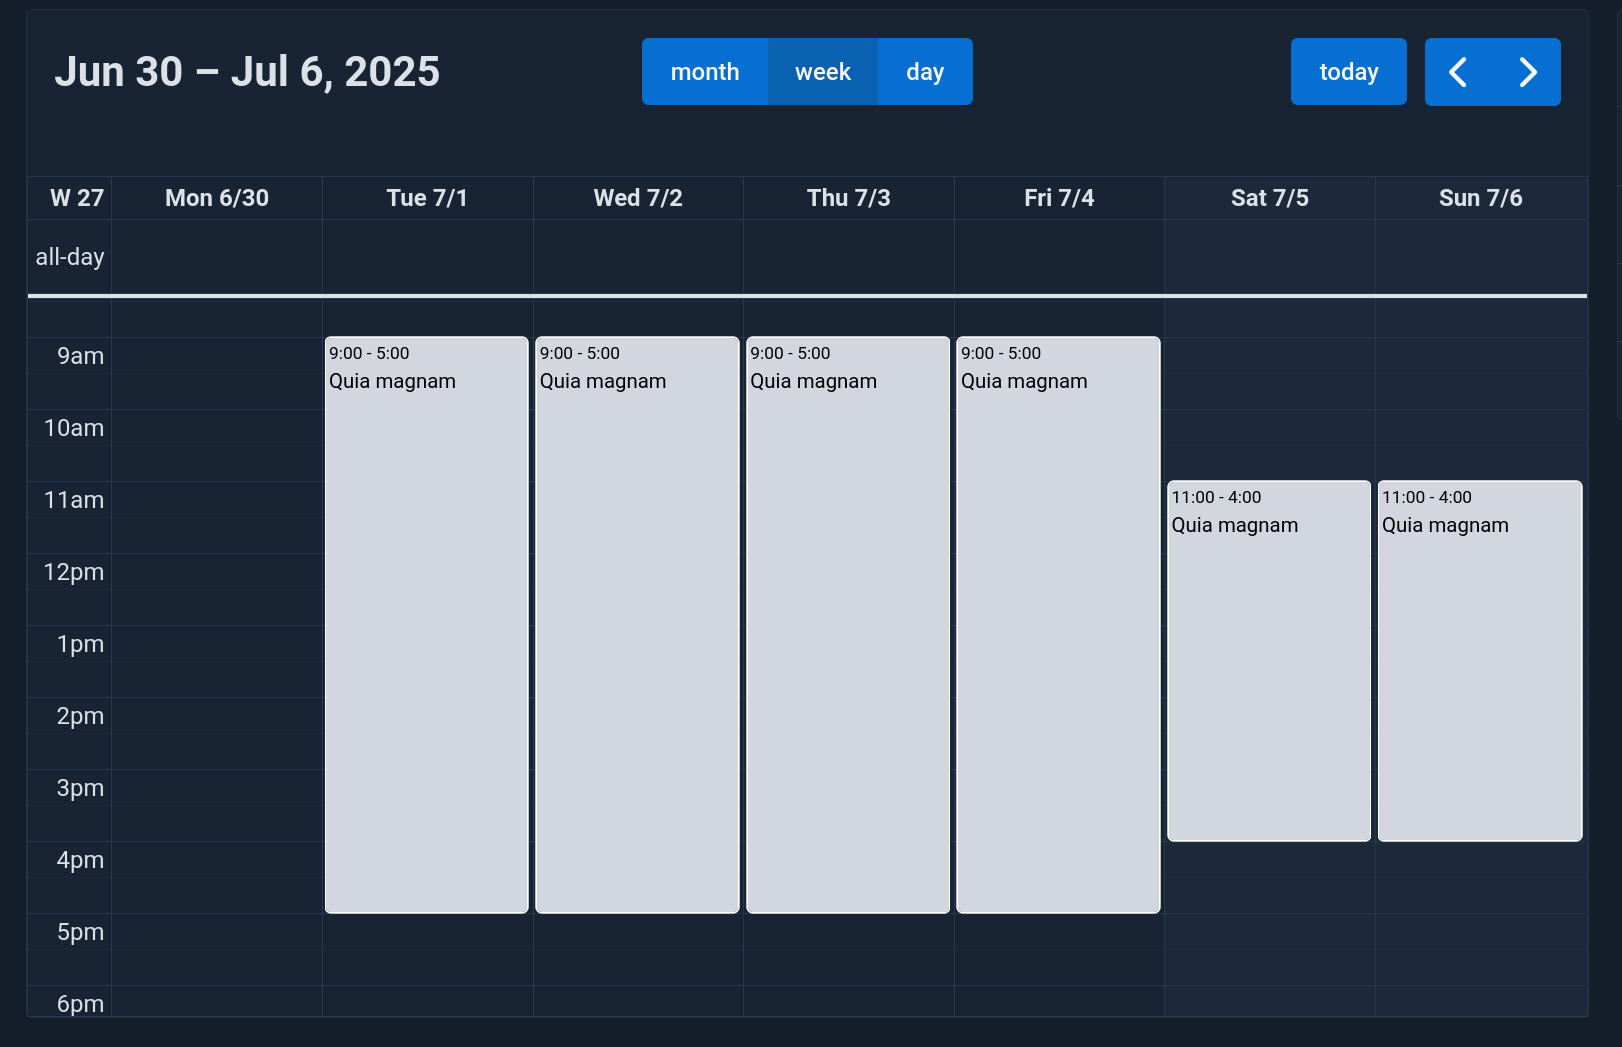 Jun 30 – Jul 6, 2025
month week day
today
W 27 Mon 6/30 Tue 7/1 Wed 7/2 Thu 7/3 Fri 7/4 Sat 7/5 Sun 7/6
all-day
9am
9:00 - 5:00
Quia magnam
9:00 - 5:00
Quia magnam
9:00 - 5:00
Quia magnam
9:00 - 5:00
Quia magnam
10am
11am
11:00 - 4:00
Quia magnam
11:00 - 4:00
Quia magnam
12pm
1pm
2pm
3pm
4pm
5pm
6pm